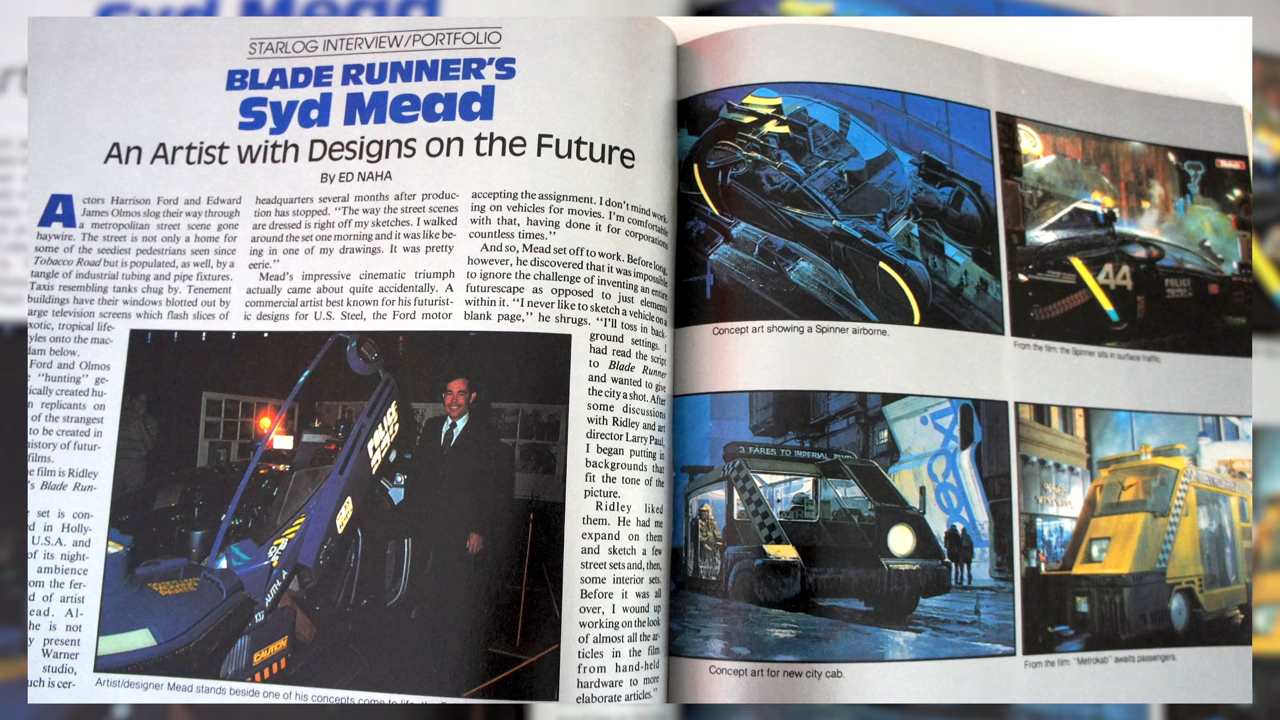 STARLOG INTERVIEW/PORTFOLIO
BLADE RUNNER'S
Syd Mead
An Artist with Designs on the Future
By ED NAHA
Actors Harrison Ford and Edward
James Olmos slog their way through
a metropolitan street scene gone
haywire. The street is not only a home for
some of the seediest pedestrians seen since
Tobacco Road but is populated, as well, by a
tangle of industrial tubing and pipe fixtures.
Taxis resembling tanks chug by. Tenement
buildings have their windows blotted out by
arge television screens which flash slices of
xotic, tropical life-
yles onto the mac-
lam below.
Ford and Olmos
"hunting" ge-
ically created hu-
n replicants on
of the strangest
to be created in
istory of futur-
films.
e film is Ridley
's Blade Run-
set is con-
d in Holly-
U.S.A. and
of its night-
ambience
om the fer-
d of artist
ead. Al-
he is not
y present
Warner
studio,
uch is cer-
headquarters several months after produc-
tion has stopped. "The way the street scenes
are dressed is right off my sketches. I walked
around the set one morning and it was like be-
ing in one of my drawings. It was pretty
eerie."
Mead's impressive cinematic triumph
actually came about quite accidentally. A
commercial artist best known for his futurist-
ic designs for U.S. Steel, the Ford motor
accepting the assignment. I don't mind work-
ing on vehicles for movies. I'm comfortable
with that, having done it for corporations
countless times."
And so, Mead set off to work. Before long,
however, he discovered that it was impossible
to ignore the challenge of inventing an entire
futurescape as opposed to just elements
within it. "I never like to sketch a vehicle on a
blank page," he shrugs. "I'll toss in back-
ground settings. I
had read the script
to Blade Runner
and wanted to give
the city a shot. After
some discussions
with Ridley and art
director Larry Paul,
I began putting in
backgrounds that
fit the tone of the
picture.
Ridley liked
them. He had me
expand on them
and sketch a few
street sets and, then,
some interior sets.
Before it was all
over, I wound up
working on the look
of almost all the ar-
ticles in the film
from hand-held
hardware to more
elaborate articles."
POLICE
995
CAUTION
Artist/designer Mead stands beside one of his concepts come to life, the
Concept art showing a Spinner airborne.
44
POLICE
995
From the film: the Spinner sits in surface traffic.
3 FARES TO IMPERIAL
Concept art for new city cab.
From the film: "Metrokab" awaits passengers.